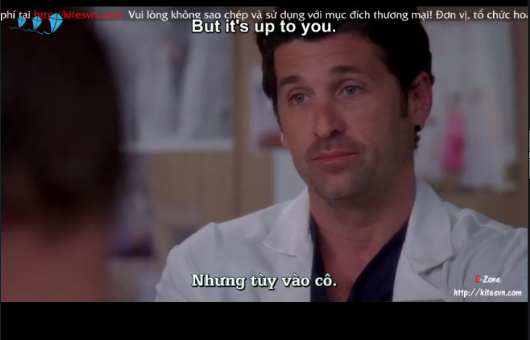 phí tại http://kitesvn.com Vui lòng không sao chép và sử dụng với mục đích thương mại! Đơn vị, tổ chức hoặ
But it's up to you.
Nhưng tùy vào cô.
E-Zone
http://kitesvn.com